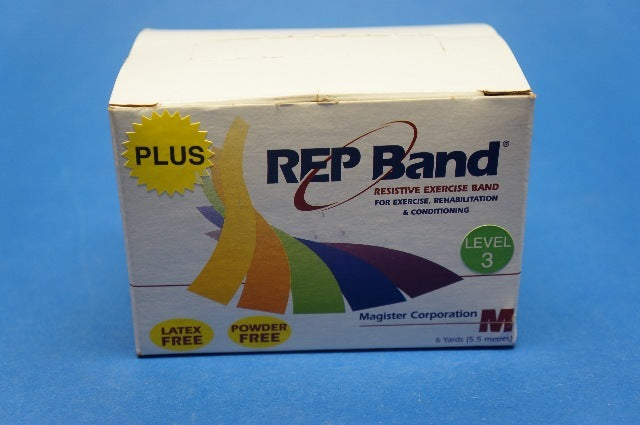 PLUS
REP Band®
RESISTIVE EXERCISE BAND
FOR EXERCISE, REHABILITATION
& CONDITIONING
LEVEL
3
LATEX
FREE
POWDER
FREE
Magister Corporation M
6 Yards (5.5 metres)